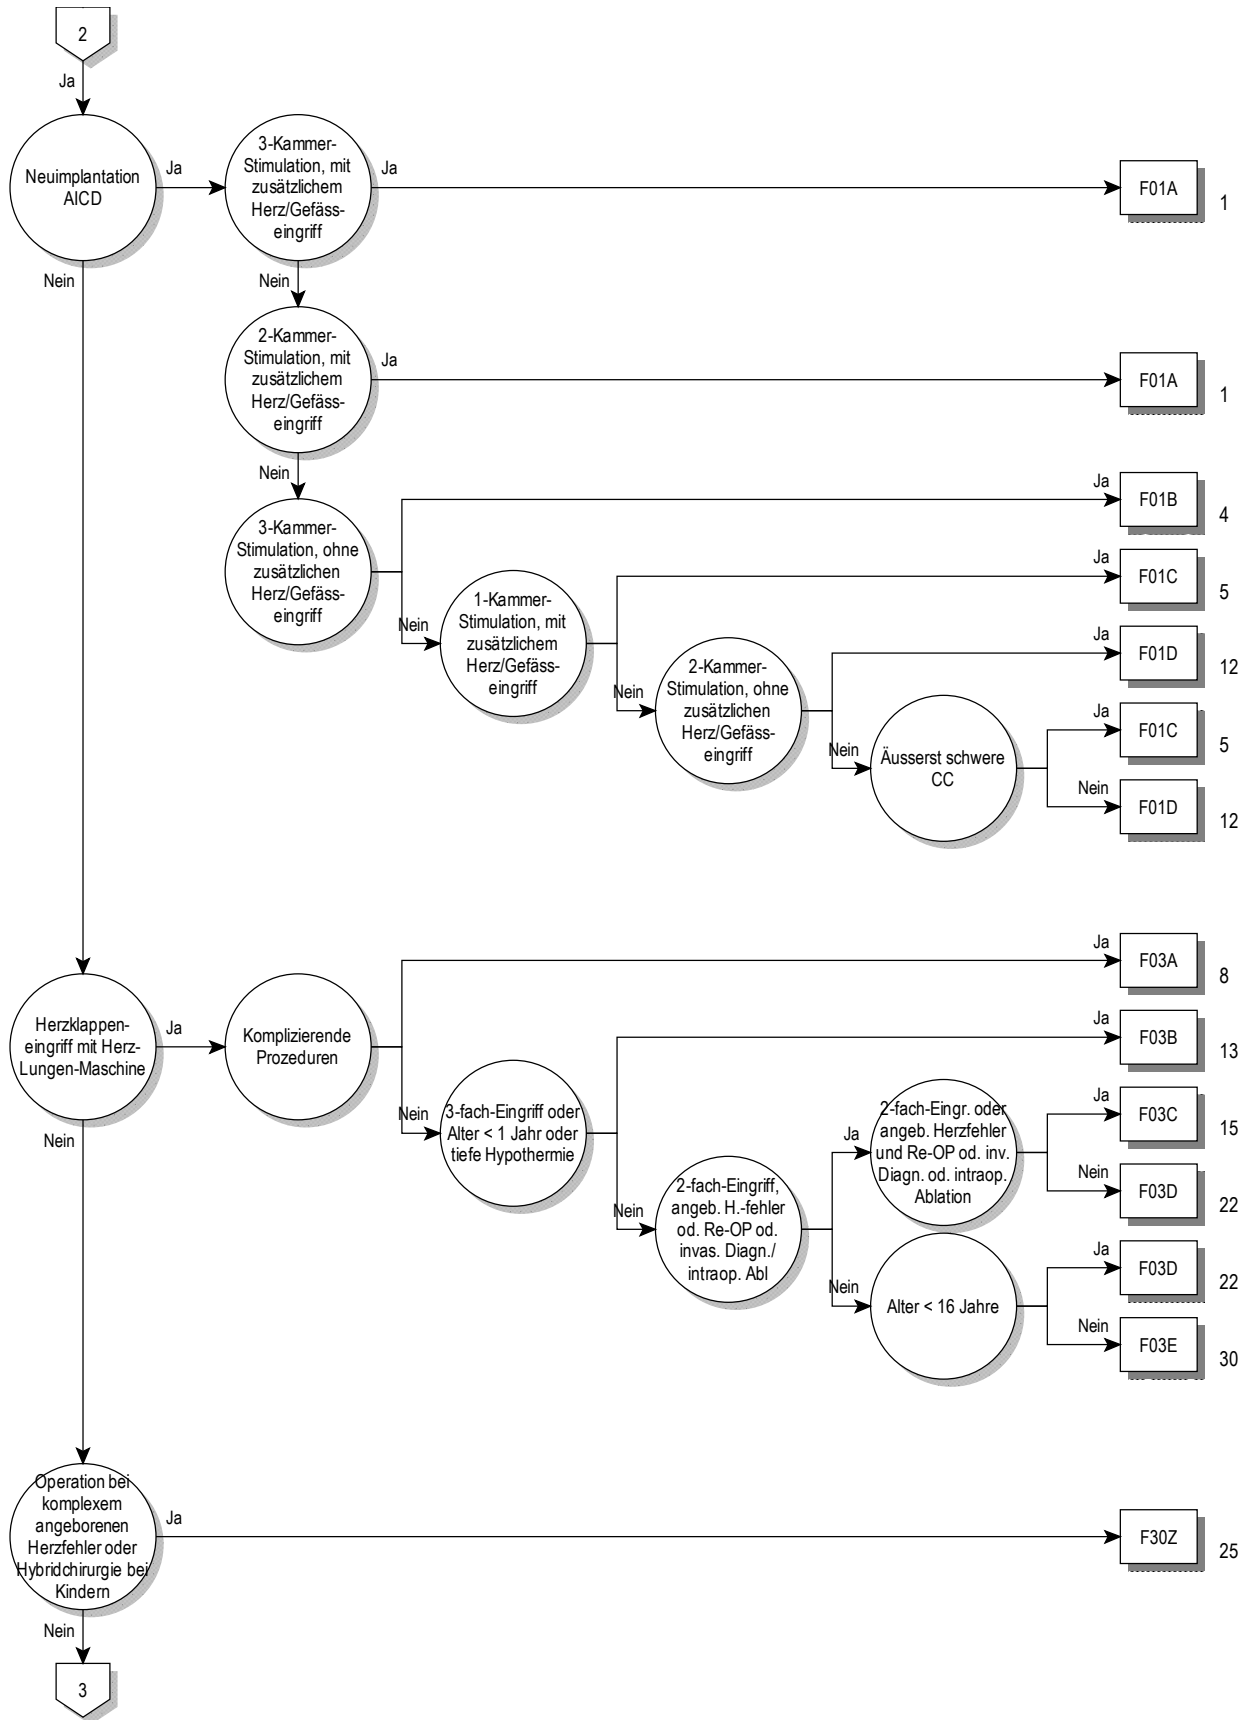 2
Ja
Neuimplantation
AICD
Ja
3-Kammer-
Stimulation, mit
zusätzlichem
Herz/Gefäss-
eingriff
Ja
F01A
1
Nein
Nein
2-Kammer-
Stimulation, mit
zusätzlichem
Herz/Gefäss-
eingriff
Ja
F01A
1
Nein
3-Kammer-
Stimulation, ohne
zusätzlichen
Herz/Gefäss-
eingriff
Ja
F01B
4
Nein
1-Kammer-
Stimulation, mit
zusätzlichem
Herz/Gefäss-
eingriff
Ja
F01C
5
Nein
2-Kammer-
Stimulation, ohne
zusätzlichen
Herz/Gefäss-
eingriff
Ja
F01D
12
Nein
Äusserst schwere
CC
Ja
F01C
5
Nein
F01D
12
Herzklappen-
eingriff mit Herz-
Lungen-Maschine
Ja
Komplizierende
Prozeduren
Ja
F03A
8
Nein
3-fach-Eingriff oder
Alter < 1 Jahr oder
tiefe Hypothermie
Ja
F03B
13
Nein
2-fach-Eingriff,
angeb. H.-fehler
od. Re-OP od.
invas. Diagn./
intraop. Abl
Ja
2-fach-Eingr. oder
angeb. Herzfehler
und Re-OP od. inv.
Diagn. od. intraop.
Ablation
Ja
F03C
15
Nein
F03D
22
Nein
Alter < 16 Jahre
Ja
F03D
22
Nein
F03E
30
Nein
Operation bei
komplexem
angeborenen
Herzfehler oder
Hybridchirurgie bei
Kindern
Ja
F30Z
25
Nein
3